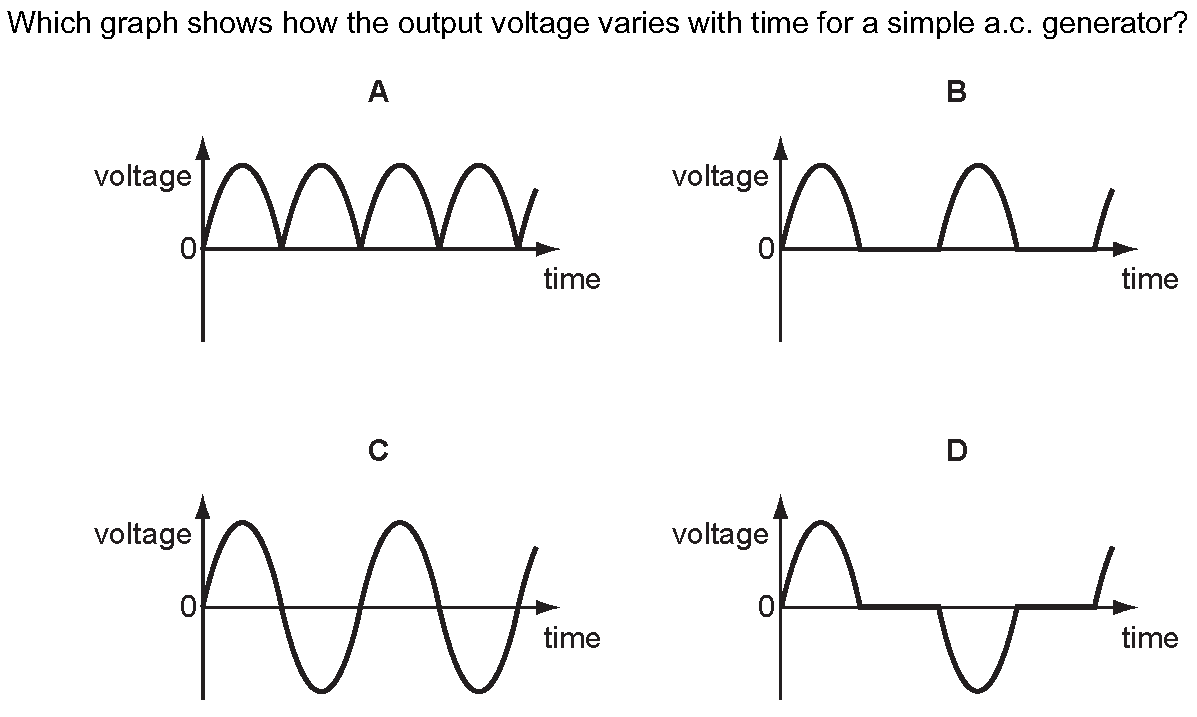 Which graph shows how the output voltage varies with time for a simple a.c. generator?
A
B
voltage
0
time
voltage
0
time
C
D
voltage
0
time
voltage
0
time